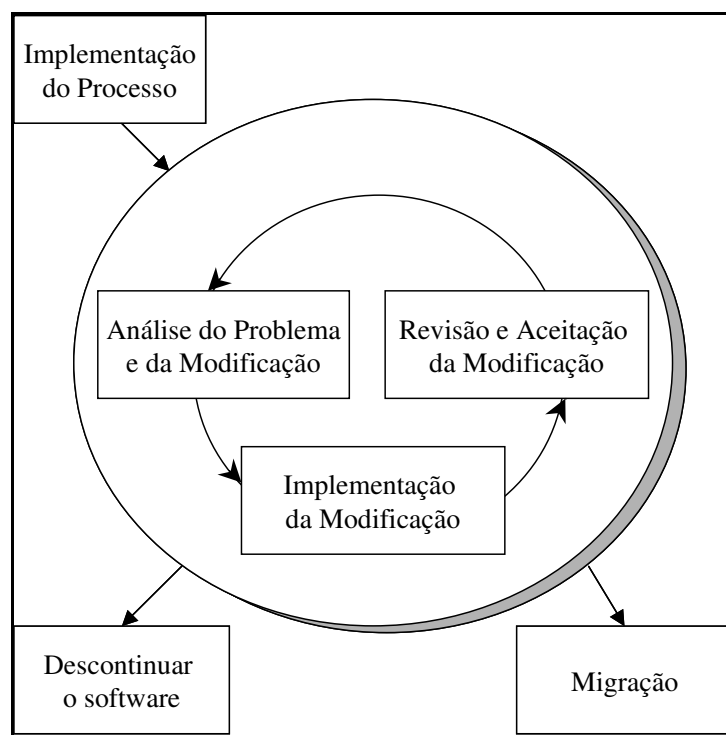 Implementação
do Processo
Análise do Problema
e da Modificação
Revisão e Aceitação
da Modificação
Implementação
da Modificação
Descontinuar
o software
Migração